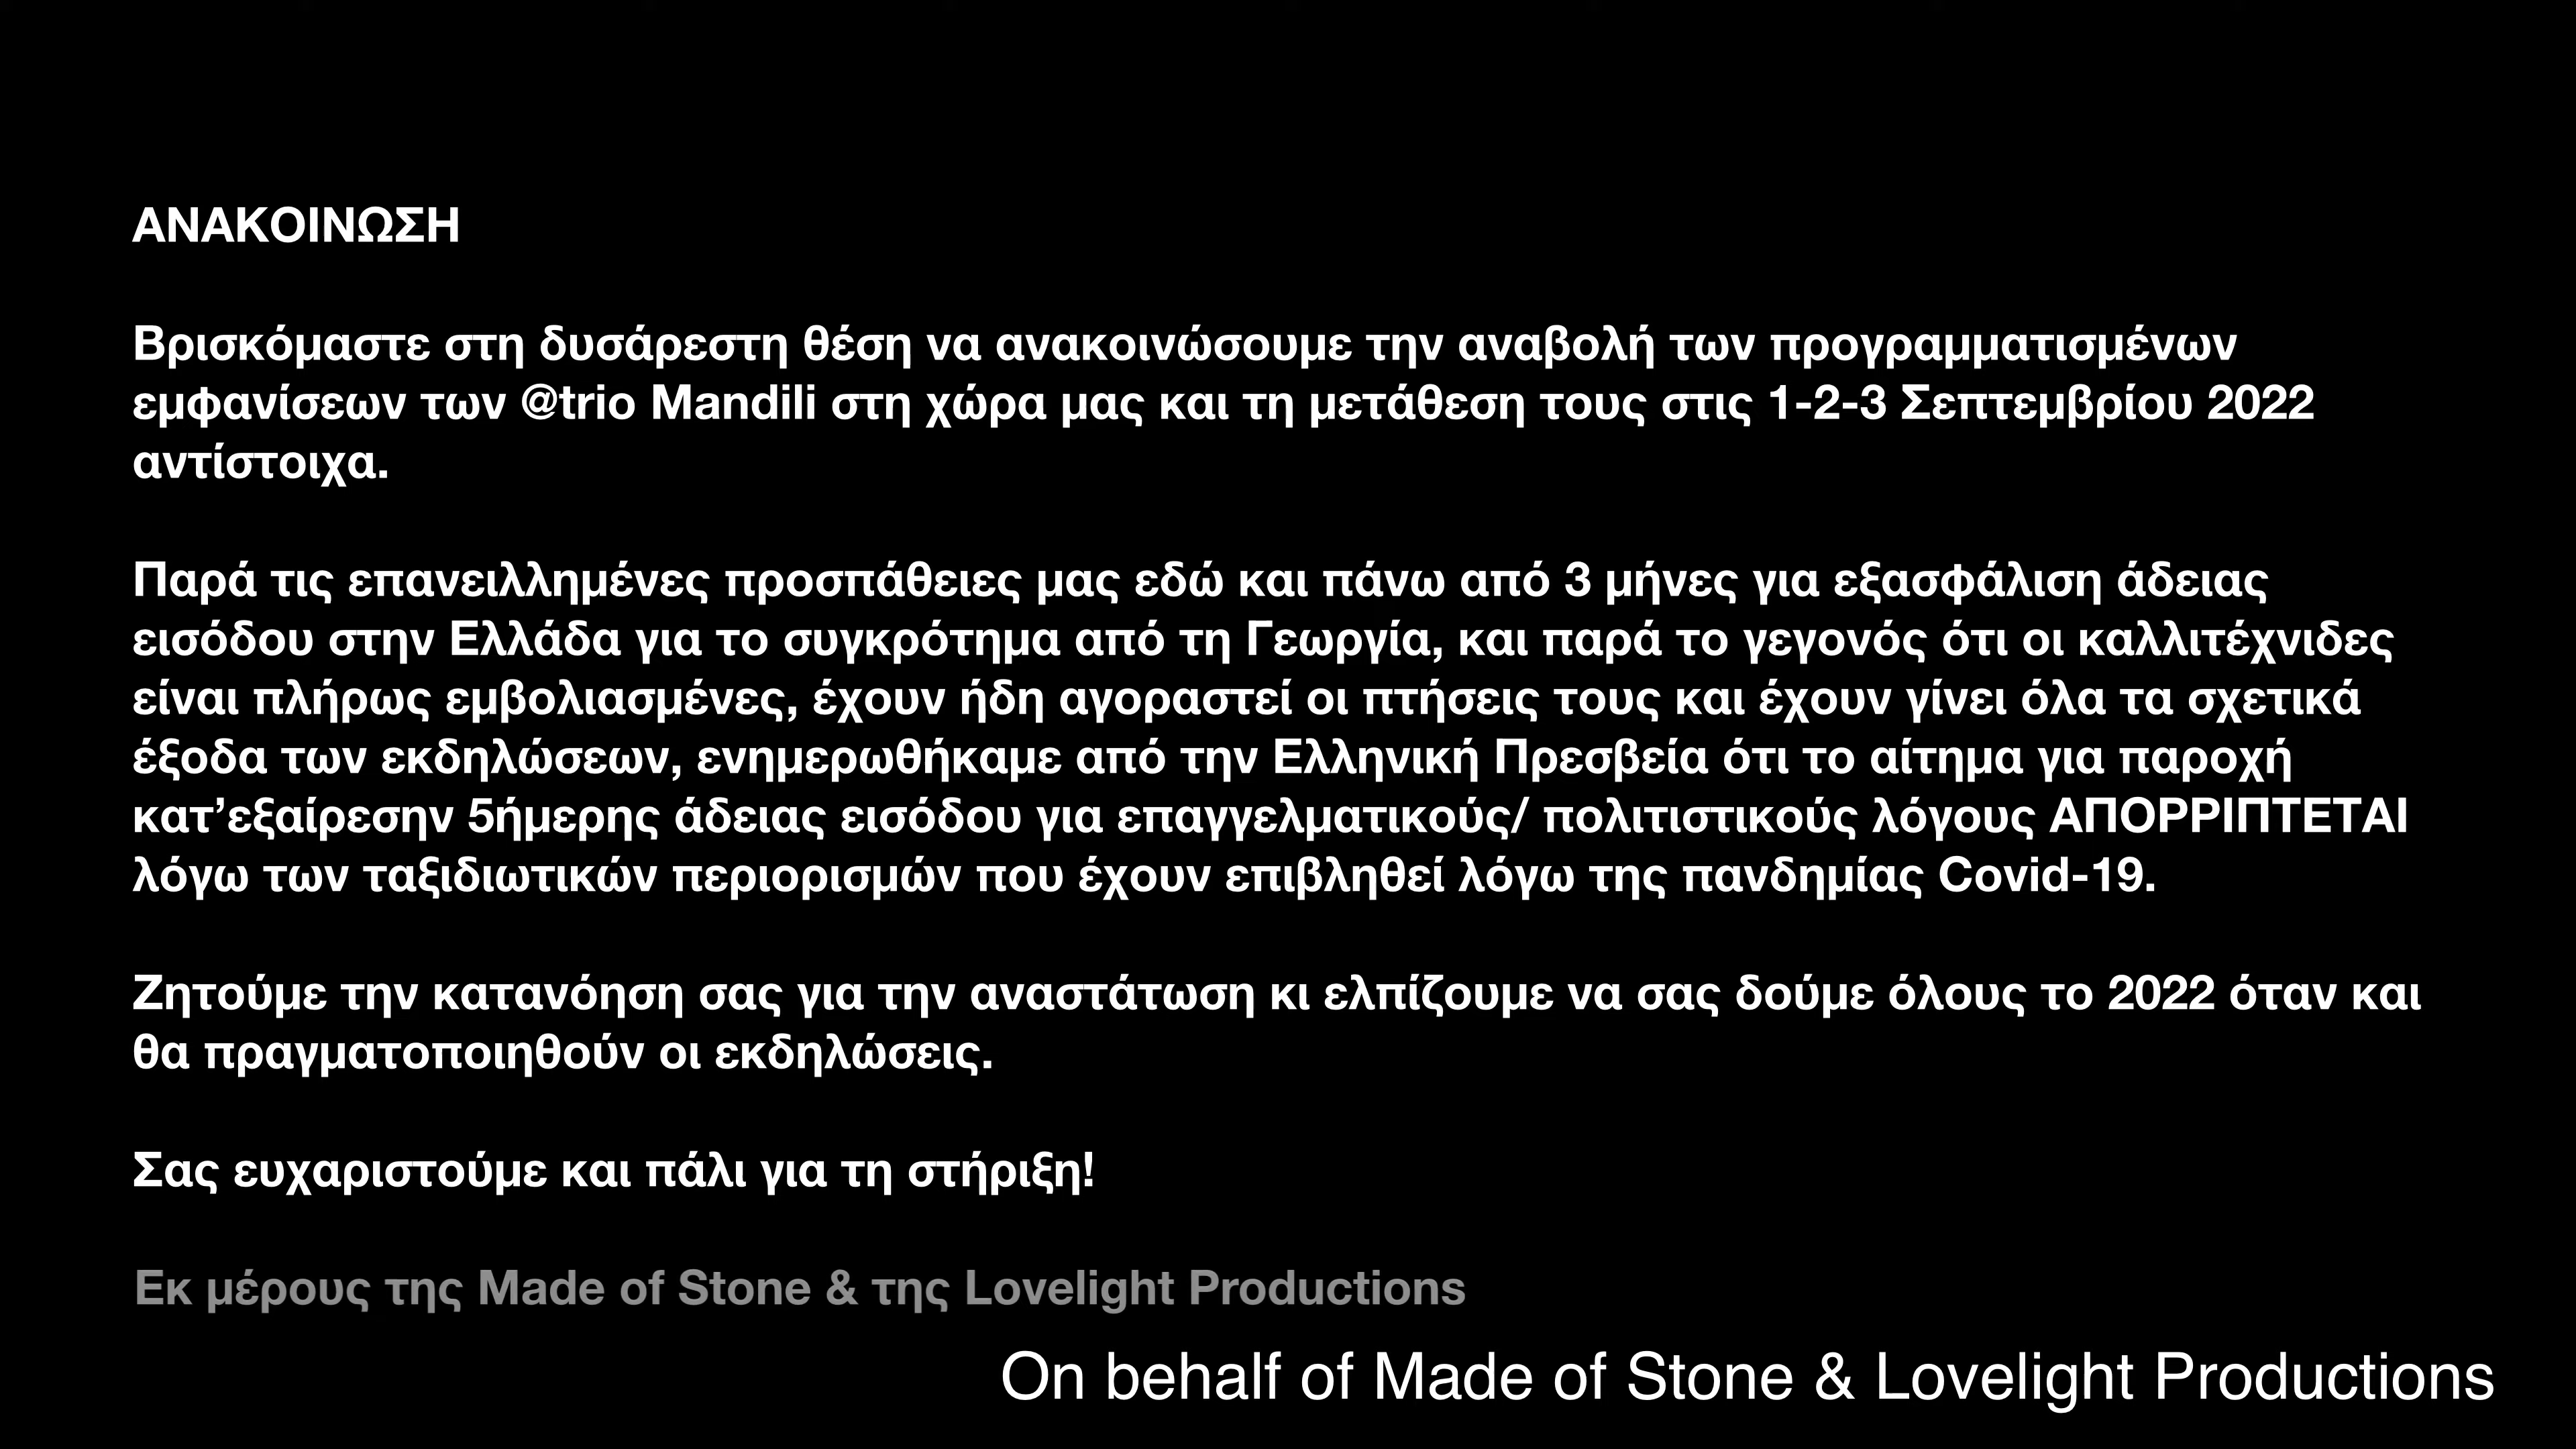 ΑΝΑΚΟΙΝΩΣΗ
Βρισκόμαστε στη δυσάρεστη θέση να ανακοινώσουμε την αναβολή των προγραμματισμένων
εμφανίσεων των @trio Mandili στη χώρα μας και τη μετάθεση τους στις 1-2-3 Σεπτεμβρίου 2022
αντίστοιχα.
Παρά τις επανειλλημένες προσπάθειες μας εδώ και πάνω από 3 μήνες για εξασφάλιση άδειας
εισόδου στην Ελλάδα για το συγκρότημα από τη Γεωργία, και παρά το γεγονός ότι οι καλλιτέχνιδες
είναι πλήρως εμβολιασμένες, έχουν ήδη αγοραστεί οι πτήσεις τους και έχουν γίνει όλα τα σχετικά
έξοδα των εκδηλώσεων, ενημερωθήκαμε από την Ελληνική Πρεσβεία ότι το αίτημα για παροχή
κατ’εξαίρεσην 5ήμερης άδειας εισόδου για επαγγελματικούς/ πολιτιστικούς λόγους ΑΠΟΡΡΙΠΤΕΤΑΙ
λόγω των ταξιδιωτικών περιορισμών που έχουν επιβληθεί λόγω της πανδημίας Covid-19.
Ζητούμε την κατανόηση σας για την αναστάτωση κι ελπίζουμε να σας δούμε όλους το 2022 όταν και
θα πραγματοποιηθούν οι εκδηλώσεις.
Σας ευχαριστούμε και πάλι για τη στήριξη!
Εκ μέρους της Made of Stone & της Lovelight Productions
On behalf of Made of Stone & Lovelight Productions